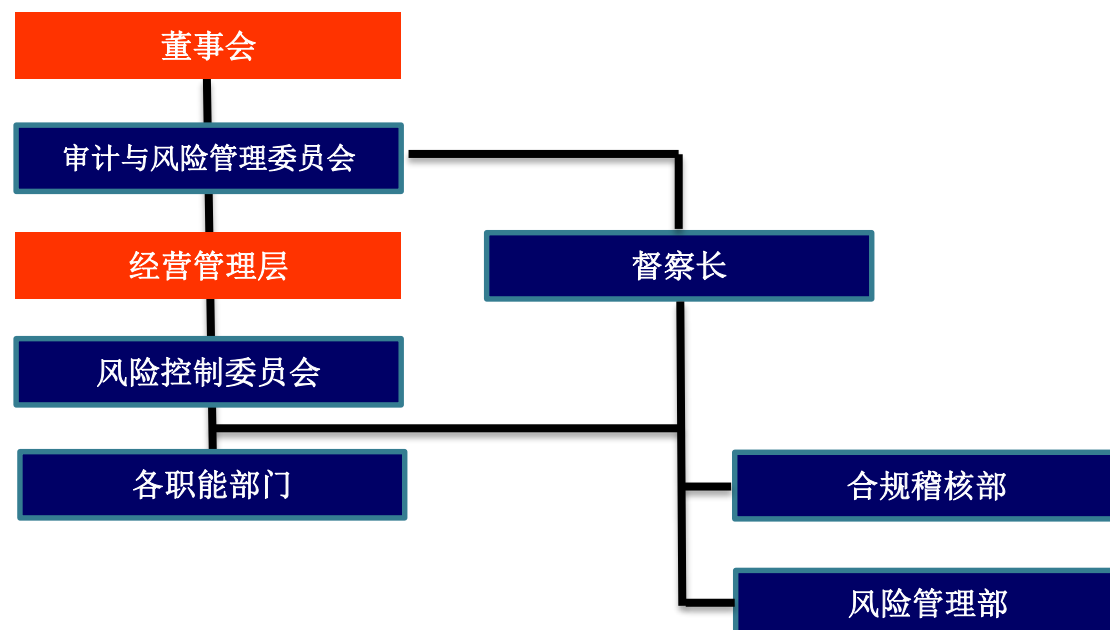 董事会
审计与风险管理委员会
经营管理层
督察长
风险控制委员会
各职能部门
合规稽核部
风险管理部